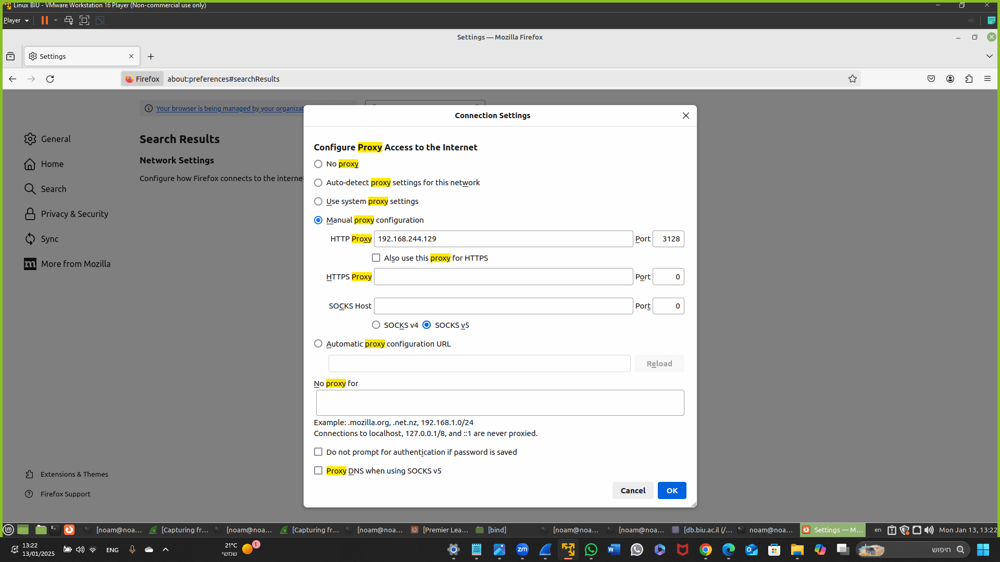 Linux BIU - VMware Workstation 16 Player (Non-commercial use only)
Player
Settings — Mozilla Firefox
Settings
Firefox
about:preferences#searchResults
Your browser is being managed by your organizat
General
Home
Search
Privacy & Security
Sync
More from Mozilla
Extensions & Themes
Firefox Support
Search Results
Network Settings
Configure how Firefox connects to the interne
Connection Settings
Configure Proxy Access to the Internet
No proxy
Auto-detect proxy settings for this network
Use system proxy settings
Manual proxy configuration
HTTP Proxy 192.168.244.129 Port 3128
Also use this proxy for HTTPS
HTTPS Proxy Port 0
SOCKS Host Port 0
SOCKS v4 SOCKS v5
Automatic proxy configuration URL
Reload
No proxy for
Example: .mozilla.org, .net.nz, 192.168.1.0/24
Connections to localhost, 127.0.0.1/8, and ::1 are never proxied.
Do not prompt for authentication if password is saved
Proxy DNS when using SOCKS v5
Cancel OK
[noam@noa... [Capturing fr... [noam@noa... [Capturing fr... [noam@noa... [Premier Lea... [bind] [noam@noa... [noam@noa... [db.biu.ac.il (/... noam@noa... Settings — M... en Mon Jan 13, 13:22
13:22
13/01/2025
ENG
21°C
שמשי
1
חיפוש